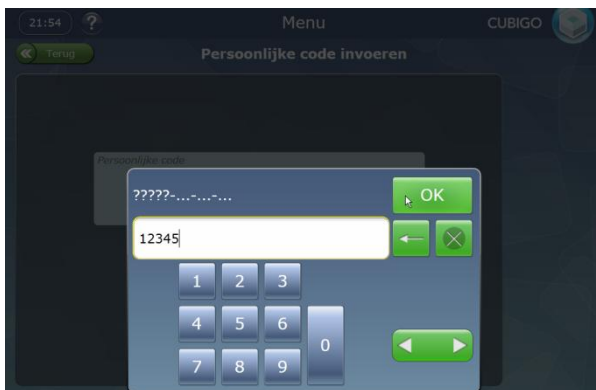 21:54 ? Menu CUBIGO
Terug Persoonlijke code invoeren
Persoonlijke code
?????-...-...-... OK
12345
1 2 3
4 5 6
0
7 8 9